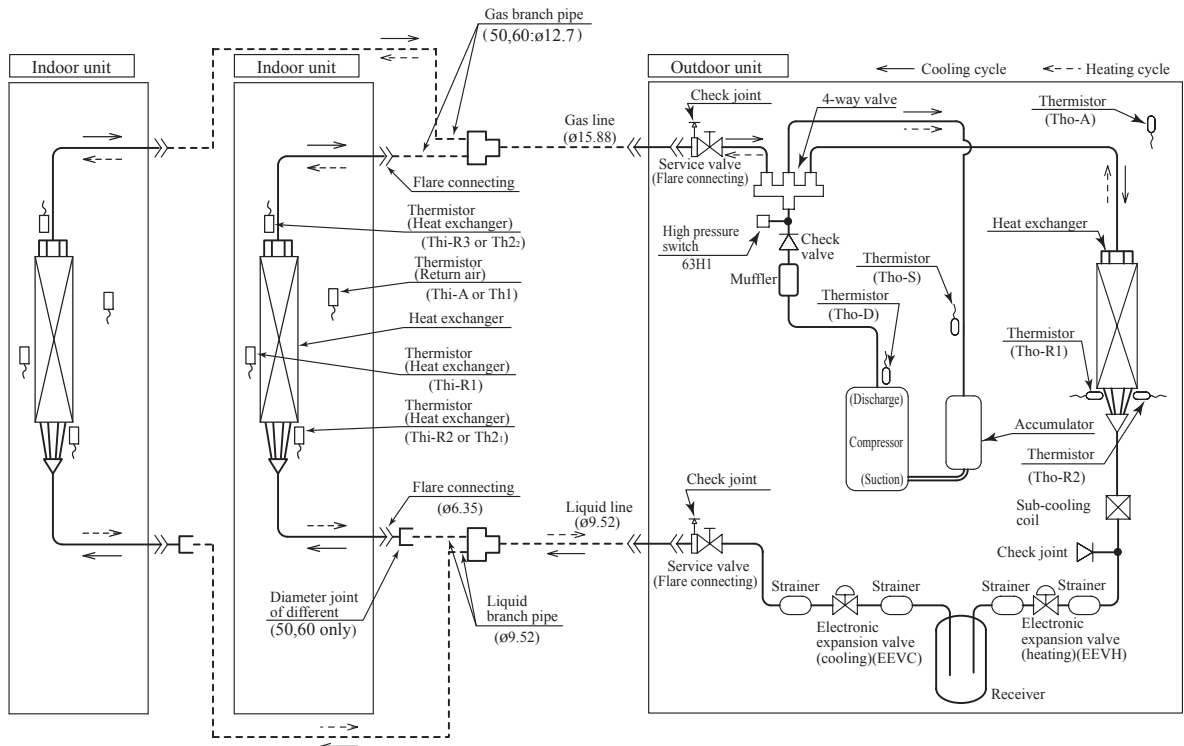 Gas branch pipe
(50,60:ø12.7)
Indoor unit
Indoor unit
Outdoor unit
Cooling cycle
Heating cycle
Check joint
4-way valve
Thermistor
(Tho-A)
Gas line
(ø15.88)
Service valve
(Flare connecting)
Flare connecting
Thermistor
(Heat exchanger)
(Thi-R3 or Th2₂)
Thermistor
(Return air)
(Thi-A or Th1)
Heat exchanger
Thermistor
(Heat exchanger)
(Thi-R1)
Thermistor
(Heat exchanger)
(Thi-R2 or Th2₁)
High pressure
switch
63H1
Check
valve
Muffler
Thermistor
(Tho-D)
Thermistor
(Tho-S)
Heat exchanger
Thermistor
(Tho-R1)
(Discharge)
Compressor
(Suction)
Accumulator
Thermistor
(Tho-R2)
Sub-cooling
coil
Check joint
Flare connecting
(ø6.35)
Liquid line
(ø9.52)
Check joint
Service valve
(Flare connecting)
Diameter joint
of different
(50,60 only)
Liquid
branch pipe
(ø9.52)
Strainer
Strainer
Strainer
Strainer
Electronic
expansion valve
(cooling)(EEVC)
Electronic
expansion valve
(heating)(EEVH)
Receiver